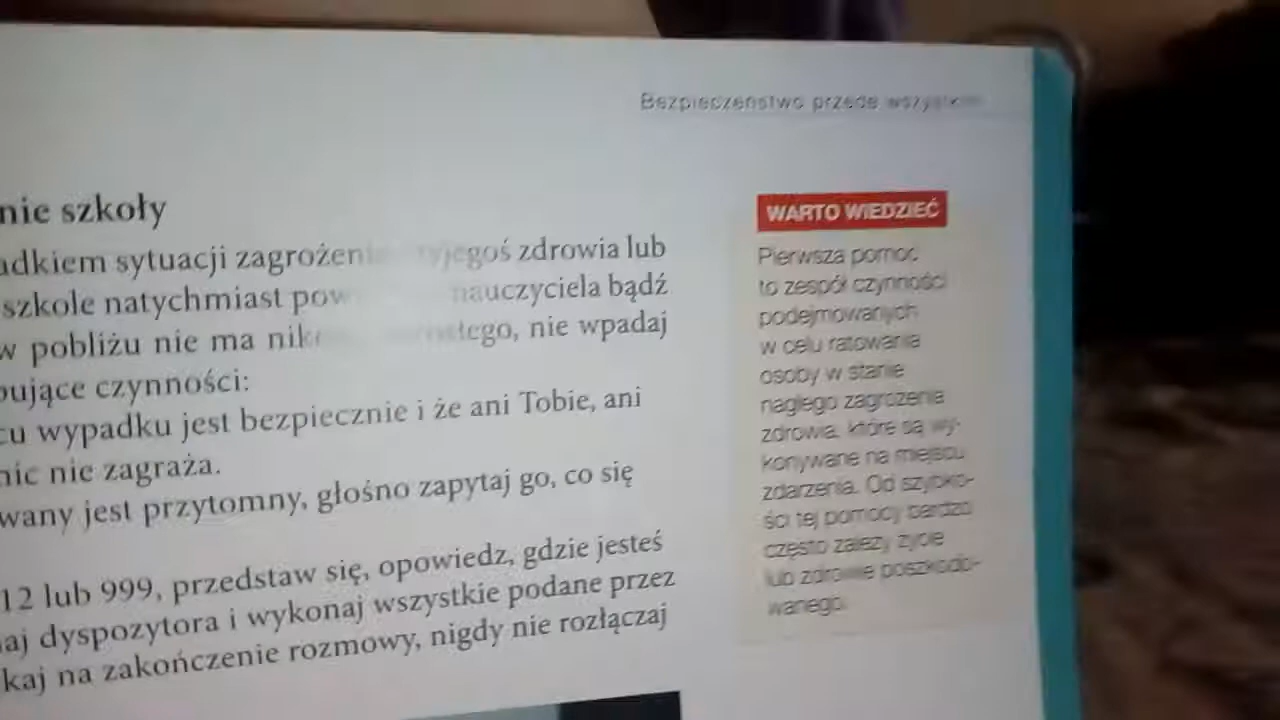 Bezpieczeństwo przede wszystkim
nie szkoły
adkiem sytuacji zagrożenia czyjegoś zdrowia lub
szkole natychmiast nauczyciela bądź
w pobliżu nie ma nikogo dorosłego, nie wpadaj
pujące czynności:
cu wypadku jest bezpiecznie i że ani Tobie, ani
nic nie zagraża.
wany jest przytomny, głośno zapytaj go, co się
12 lub 999, przedstaw się, opowiedz, gdzie jesteś
aj dyspozytora i wykonaj wszystkie podane przez
kaj na zakończenie rozmowy, nigdy nie rozłączaj
WARTO WIEDZIEĆ
Pierwsza pomoc
to zespół czynności
podejmowanych
w celu ratowania
osoby w stanie
nagłego zagrożenia
zdrowia, które są wy-
konywane na miejscu
zdarzenia. Od szybko-
ści tej pomocy bardzo
często zależy życie
lub zdrowie poszkodo-
wanego.